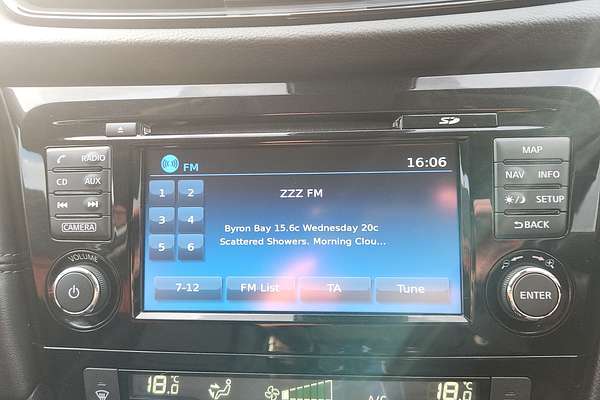 SD
RADIO
CD AUX
CAMERA
VOLUME
FM 16:06
1 2
3 4
5 6
ZZZ FM
Byron Bay 15.6c Wednesday 20c
Scattered Showers. Morning Clou...
7-12 FM List TA Tune
MAP
NAV INFO
SETUP
BACK
ENTER
18.0°C A/C 18.0°C